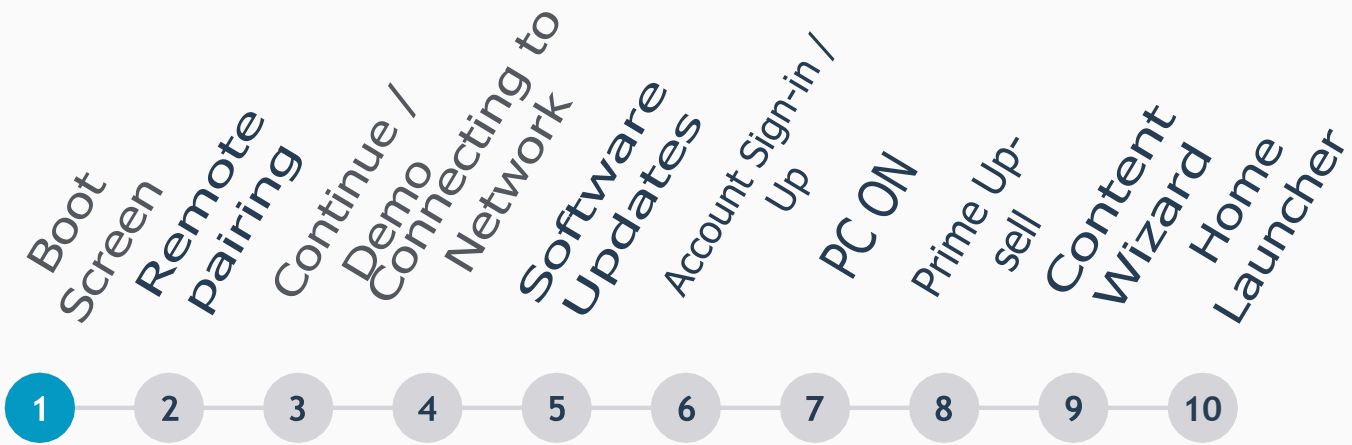 Boot
Screen
Remote
pairing
Continue /
Demo
Connecting to
Network
Software
Updates
Account Sign-in /
Up
PC ON
Prime Up-
sell
Content
Wizard
Home
Launcher
1
2
3
4
5
6
7
8
9
10